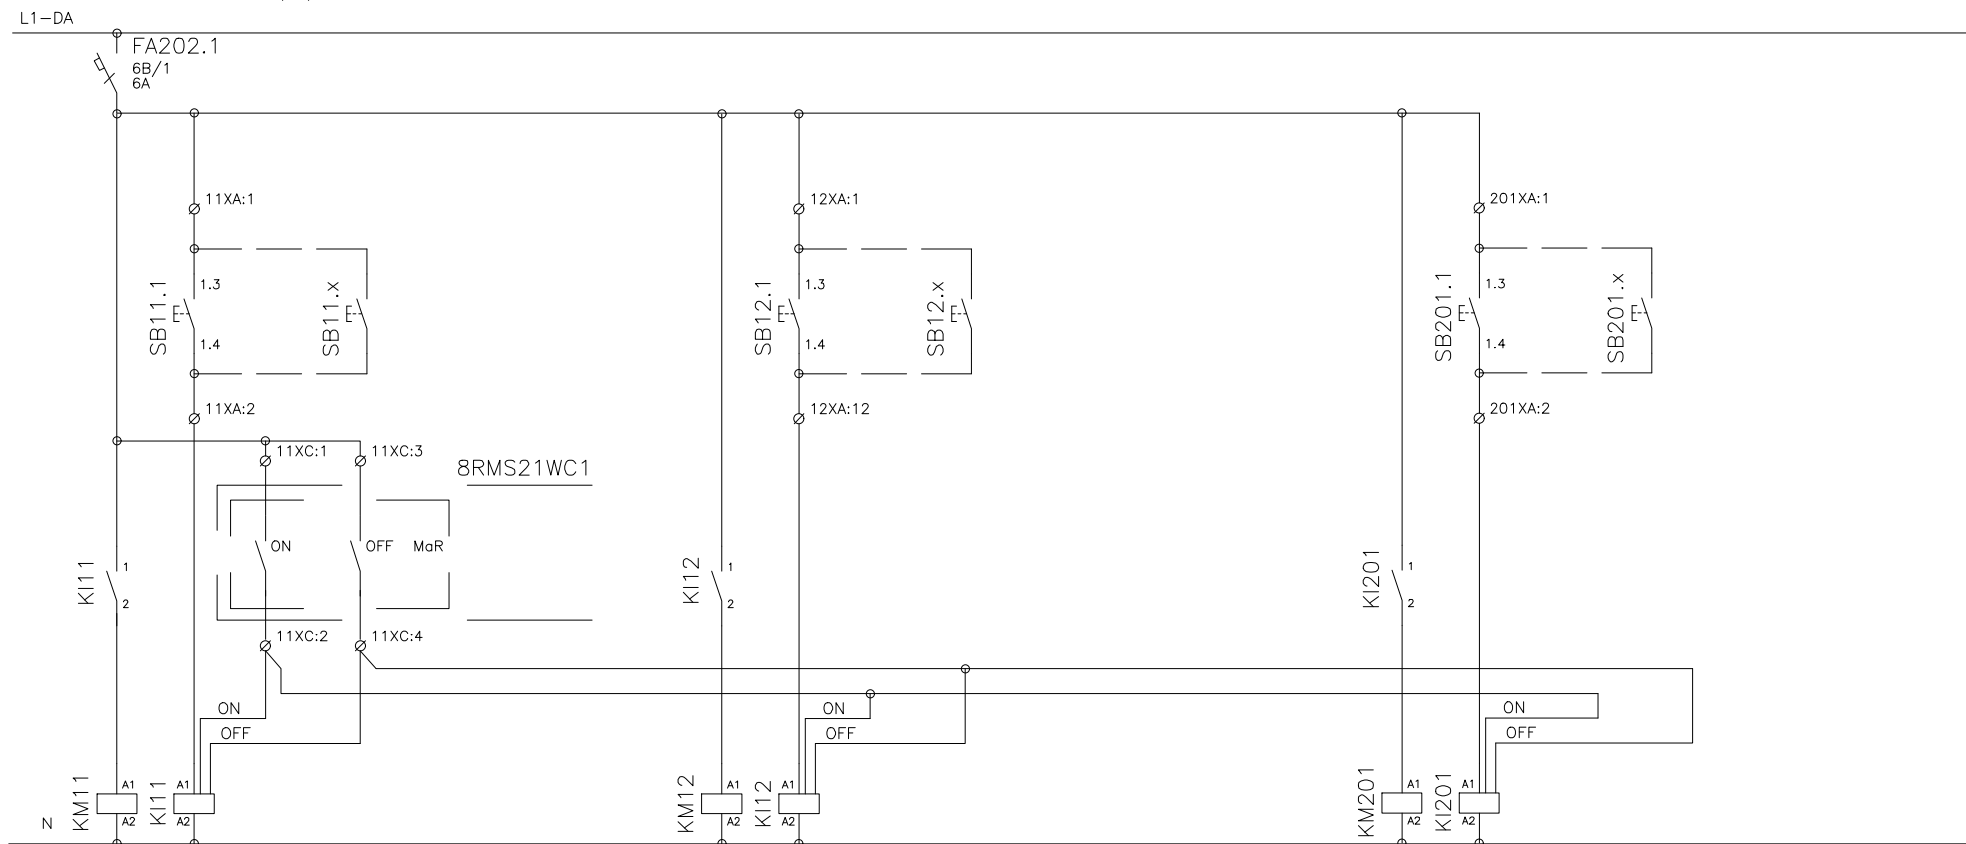 L1-DA
FA202.1
6B/1
6A
11XA:1
12XA:1
201XA:1
SB11.1
1.3
1.4
SB11.x
SB12.1
1.3
1.4
SB12.x
SB201.1
1.3
1.4
SB201.x
11XA:2
12XA:12
201XA:2
11XC:1
11XC:3
8RMS21WC1
ON
OFF
MaR
KI11
1
2
KI12
1
2
KI201
1
2
11XC:2
11XC:4
ON
OFF
ON
OFF
ON
OFF
N
KM11
A1
A2
KI11
A1
A2
KM12
A1
A2
KI12
A1
A2
KM201
A1
A2
KI201
A1
A2